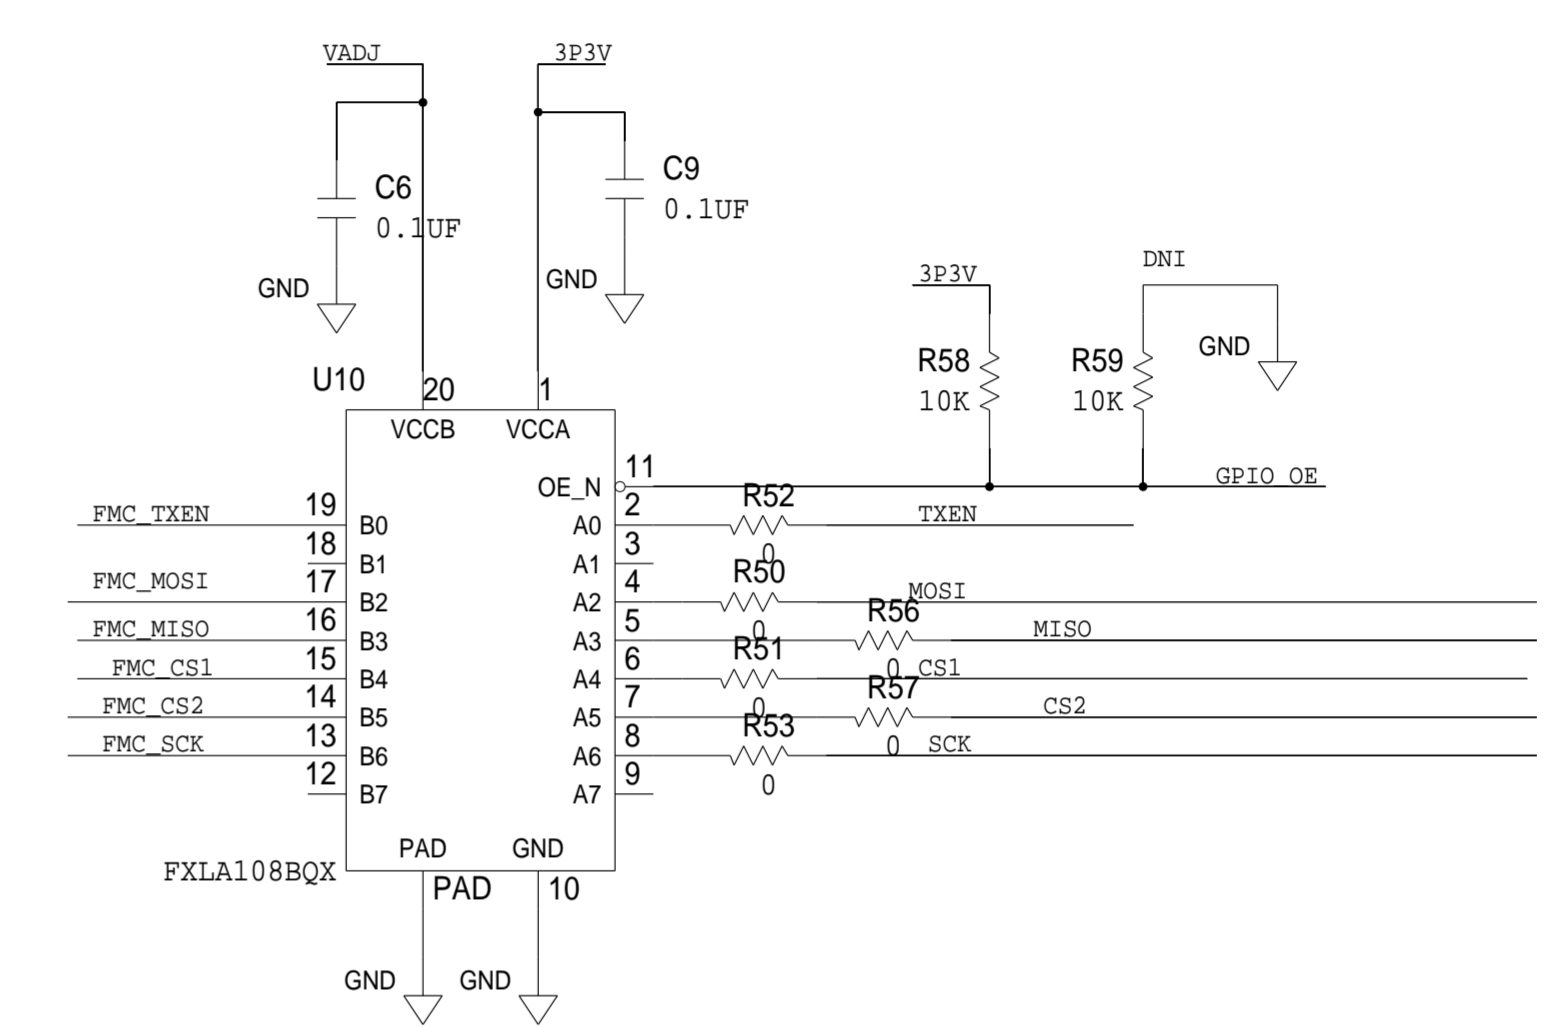 VADJ
3P3V
C6
0.1UF
C9
0.1UF
GND
GND
DNI
3P3V
R58
10K
R59
10K
GND
U10
20
1
VCCB
VCCA
OE_N
11
GPIO_OE
FMC_TXEN
19
B0
A0
2
R52
0
TXEN
18
B1
A1
3
FMC_MOSI
17
B2
A2
4
R50
0
MOSI
FMC_MISO
16
B3
A3
5
R56
0
MISO
FMC_CS1
15
B4
A4
6
R51
0
CS1
FMC_CS2
14
B5
A5
7
R57
0
CS2
FMC_SCK
13
B6
A6
8
R53
0
SCK
12
B7
A7
9
PAD
GND
FXLA108BQX
PAD
10
GND
GND